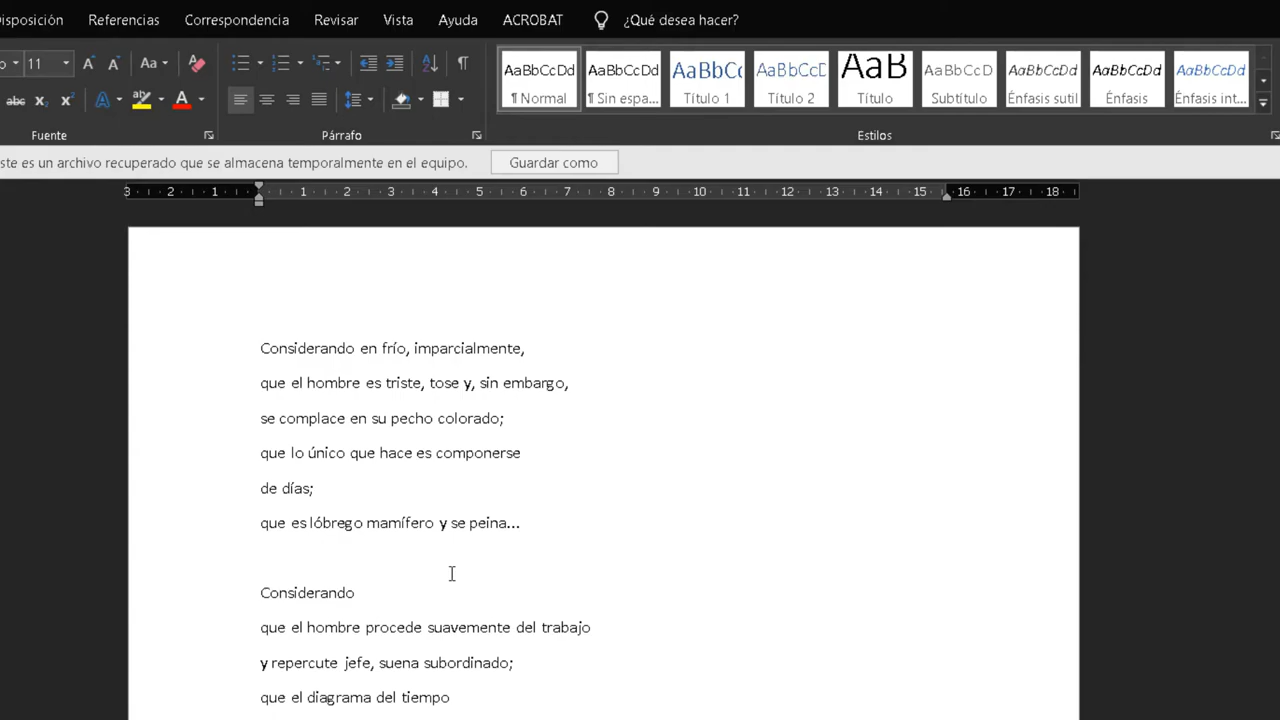 isposición Referencias Correspondencia Revisar Vista Ayuda ACROBAT ¿Qué desea hacer?
o 11 Aa
abc x₂ x² A ab A AaBbCcDd AaBbCcDd AaBbCc AaBbCcD AaB AaBbCcD AaBbCcDd AaBbCcDd AaBbCcDd
¶ Normal ¶ Sin espa... Título 1 Título 2 Título Subtítulo Énfasis sutil Énfasis Énfasis int...
Fuente Párrafo Estilos
ste es un archivo recuperado que se almacena temporalmente en el equipo. Guardar como
3 2 1 1 2 3 4 5 6 7 8 9 10 11 12 13 14 15 16 17 18
Considerando en frío, imparcialmente,
que el hombre es triste, tose y, sin embargo,
se complace en su pecho colorado;
que lo único que hace es componerse
de días;
que es lóbrego mamífero y se peina...
Considerando
que el hombre procede suavemente del trabajo
y repercute jefe, suena subordinado;
que el diagrama del tiempo